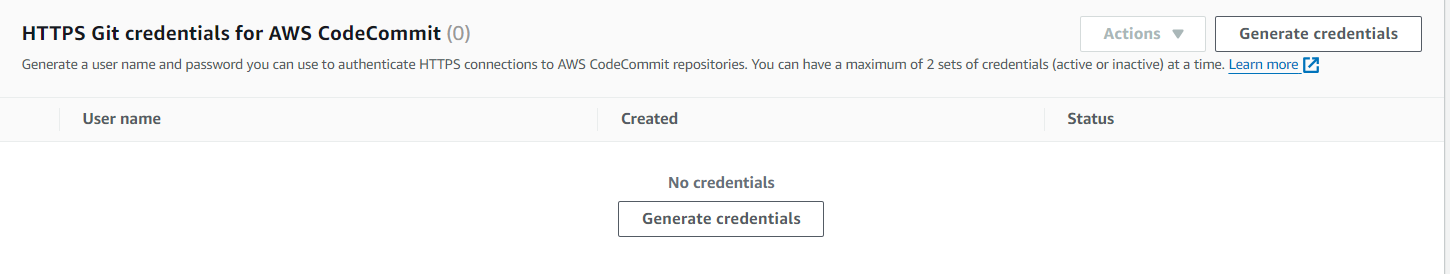 HTTPS Git credentials for AWS CodeCommit (0)
Actions
Generate credentials
Generate a user name and password you can use to authenticate HTTPS connections to AWS CodeCommit repositories. You can have a maximum of 2 sets of credentials (active or inactive) at a time. Learn more
User name
Created
Status
No credentials
Generate credentials